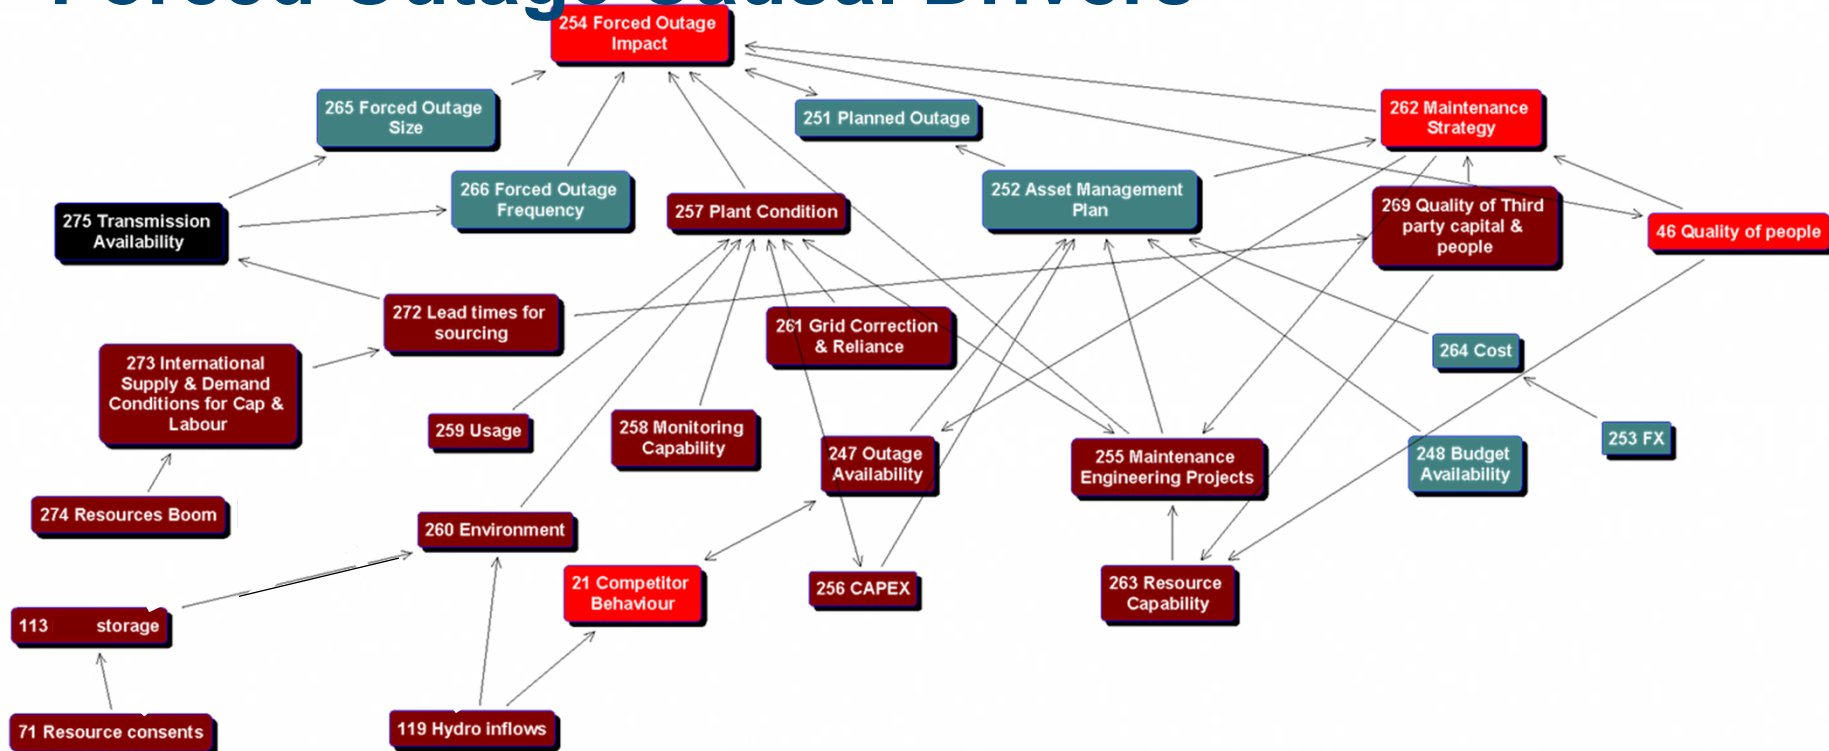 Forced Outage Causal Drivers
254 Forced Outage
Impact
265 Forced Outage
Size
251 Planned Outage
262 Maintenance
Strategy
266 Forced Outage
Frequency
252 Asset Management
Plan
257 Plant Condition
269 Quality of Third
party capital &
people
275 Transmission
Availability
46 Quality of people
272 Lead times for
sourcing
261 Grid Correction
& Reliance
264 Cost
273 International
Supply & Demand
Conditions for Cap &
Labour
259 Usage
258 Monitoring
Capability
247 Outage
Availability
255 Maintenance
Engineering Projects
248 Budget
Availability
253 FX
274 Resources Boom
260 Environment
21 Competitor
Behaviour
256 CAPEX
263 Resource
Capability
113 storage
71 Resource consents
119 Hydro inflows